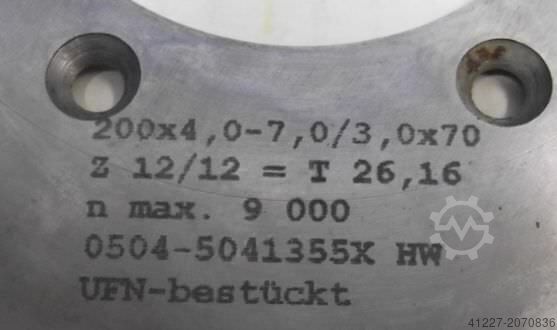 200x4,0-7,0/3,0x70
Z 12/12 = T 26,16
n max. 9 000
0504-5041355X HW
UFN-bestückt
41227-2070836